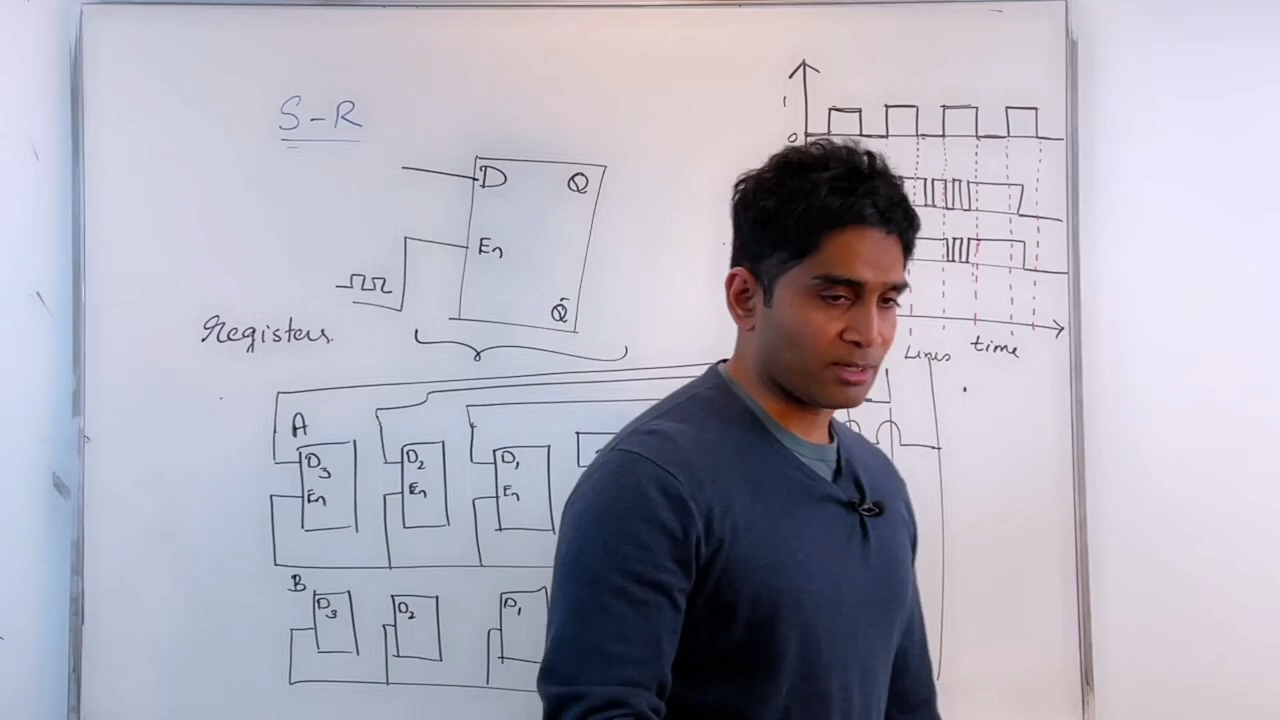 S-R
1
0
D Q
En
Q̄
Registers.
Lines time
A
D3 D2 D1
En En En
B
D3 D2 D1